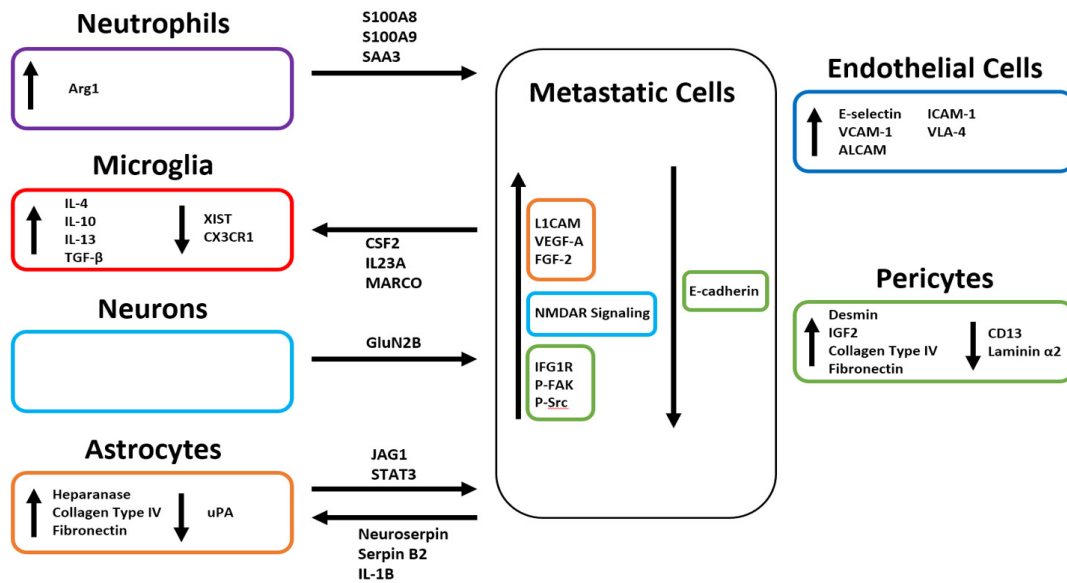 Neutrophils
Arg1
S100A8
S100A9
SAA3
Microglia
IL-4
IL-10
IL-13
TGF-β
XIST
CX3CR1
CSF2
IL23A
MARCO
Neurons
GluN2B
Astrocytes
Heparanase
Collagen Type IV
Fibronectin
uPA
JAG1
STAT3
Neuroserpin
Serpin B2
IL-1B
Metastatic Cells
L1CAM
VEGF-A
FGF-2
NMDAR Signaling
IFG1R
P-FAK
P-Src
E-cadherin
Endothelial Cells
E-selectin
VCAM-1
ALCAM
ICAM-1
VLA-4
Pericytes
Desmin
IGF2
Collagen Type IV
Fibronectin
CD13
Laminin α2